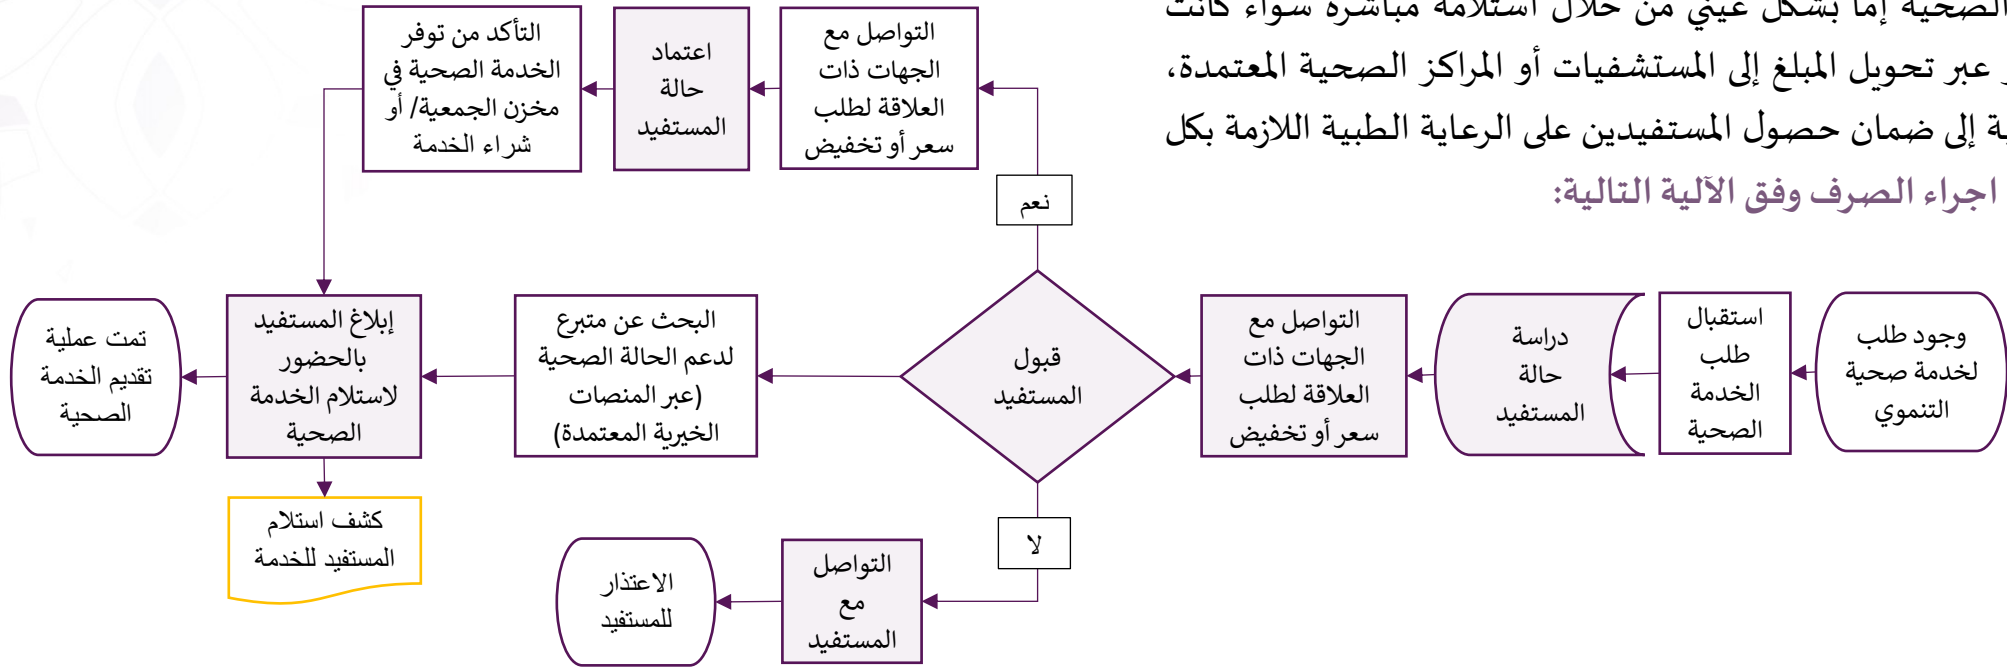 الصحية إما بشكل عيني من خلال استلامه مباشرة سواء كانت
عبر تحويل المبلغ إلى المستشفيات أو المراكز الصحية المعتمدة،
إلى ضمان حصول المستفيدين على الرعاية الطبية اللازمة بكل
اجراء الصرف وفق الآلية التالية:
وجود طلب
لخدمة صحية
التنموي
استقبال
طلب
الخدمة
الصحية
دراسة
حالة
المستفيد
التواصل مع
الجهات ذات
العلاقة لطلب
سعر أو تخفيض
قبول
المستفيد
نعم
التواصل مع
الجهات ذات
العلاقة لطلب
سعر أو تخفيض
اعتماد
حالة
المستفيد
التأكد من توفر
الخدمة الصحية في
مخزن الجمعية/ أو
شراء الخدمة
البحث عن متبرع
لدعم الحالة الصحية
(عبر المنصات
الخيرية المعتمدة)
إبلاغ المستفيد
بالحضور
لاستلام الخدمة
الصحية
تمت عملية
تقديم الخدمة
الصحية
كشف استلام
المستفيد للخدمة
لا
التواصل
مع
المستفيد
الاعتذار
للمستفيد